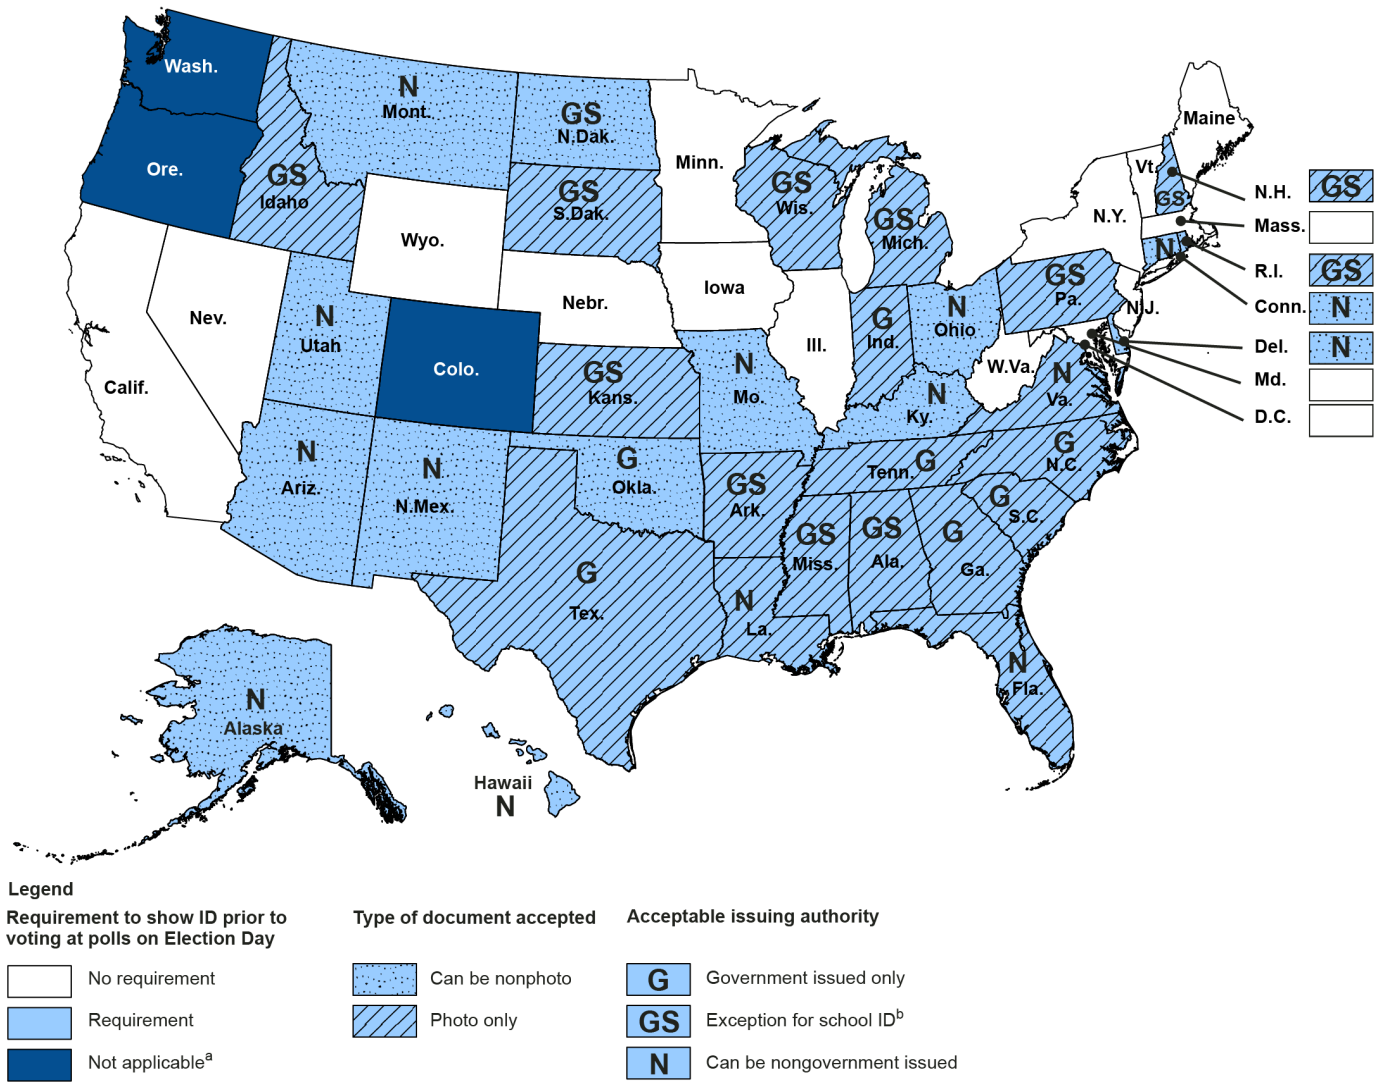 Wash.
N
Mont.
GS
N.Dak.
Minn.
Maine
Ore.
GS
Idaho
GS
S.Dak.
GS
Wis.
GS
Mich.
Vt.
GS
N.H. GS
N.Y.
Mass.
N
R.I. GS
Conn. N
Del. N
Md.
D.C.
Wyo.
Iowa
Nebr.
GS
Pa.
N.J.
Nev.
N
Utah
Colo.
Calif.
GS
Kans.
N
Mo.
Ill.
G
Ind.
N
Ohio
W.Va.
N
Va.
N
Ky.
N
Ariz.
N
N.Mex.
G
Okla.
GS
Ark.
Tenn. G
G
N.C.
G
S.C.
GS
Miss.
GS
Ala.
G
Ga.
G
Tex.
N
La.
N
Fla.
N
Alaska
Hawaii
N
Legend
Requirement to show ID prior to
voting at polls on Election Day
No requirement
Requirement
Not applicableᵃ
Type of document accepted
Can be nonphoto
Photo only
Acceptable issuing authority
G Government issued only
GS Exception for school IDᵇ
N Can be nongovernment issued